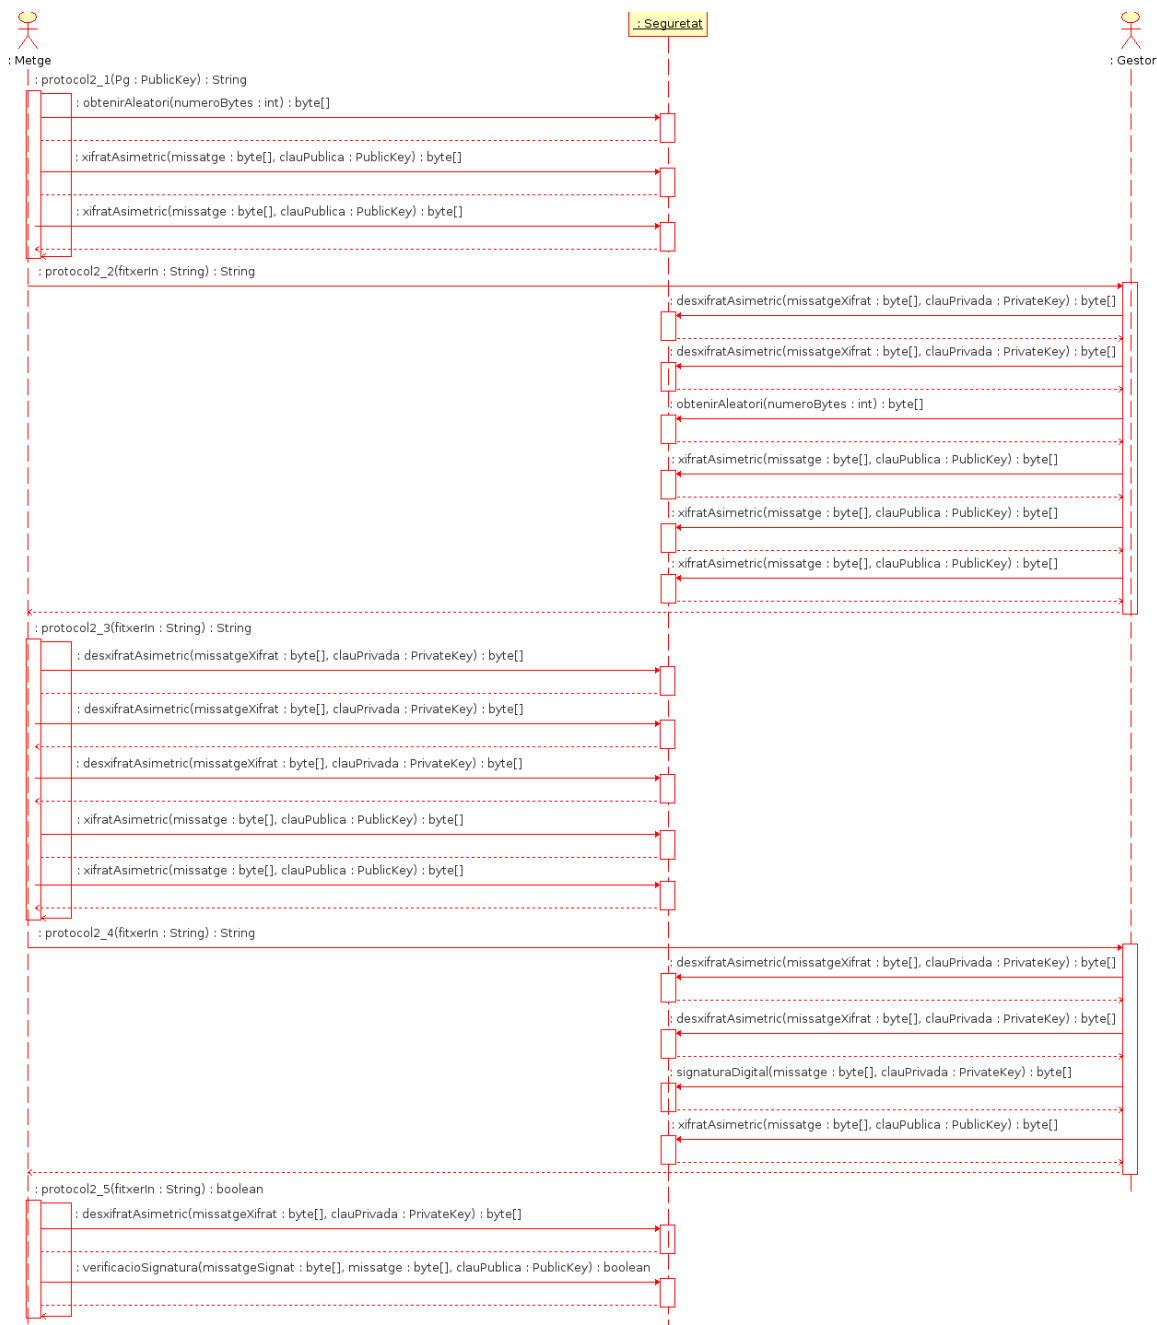 : Seguretat
: Metge
: Gestor
: protocol2_1(Pg : PublicKey) : String
: obtenirAleatori(numeroBytes : int) : byte[]
: xifratAsimetric(missatge : byte[], clauPublica : PublicKey) : byte[]
: xifratAsimetric(missatge : byte[], clauPublica : PublicKey) : byte[]
: protocol2_2(fitxerIn : String) : String
: desxifratAsimetric(missatgeXifrat : byte[], clauPrivada : PrivateKey) : byte[]
: desxifratAsimetric(missatgeXifrat : byte[], clauPrivada : PrivateKey) : byte[]
: obtenirAleatori(numeroBytes : int) : byte[]
: xifratAsimetric(missatge : byte[], clauPublica : PublicKey) : byte[]
: xifratAsimetric(missatge : byte[], clauPublica : PublicKey) : byte[]
: xifratAsimetric(missatge : byte[], clauPublica : PublicKey) : byte[]
: protocol2_3(fitxerIn : String) : String
: desxifratAsimetric(missatgeXifrat : byte[], clauPrivada : PrivateKey) : byte[]
: desxifratAsimetric(missatgeXifrat : byte[], clauPrivada : PrivateKey) : byte[]
: desxifratAsimetric(missatgeXifrat : byte[], clauPrivada : PrivateKey) : byte[]
: xifratAsimetric(missatge : byte[], clauPublica : PublicKey) : byte[]
: xifratAsimetric(missatge : byte[], clauPublica : PublicKey) : byte[]
: protocol2_4(fitxerIn : String) : String
: desxifratAsimetric(missatgeXifrat : byte[], clauPrivada : PrivateKey) : byte[]
: desxifratAsimetric(missatgeXifrat : byte[], clauPrivada : PrivateKey) : byte[]
: signaturaDigital(missatge : byte[], clauPrivada : PrivateKey) : byte[]
: xifratAsimetric(missatge : byte[], clauPublica : PublicKey) : byte[]
: protocol2_5(fitxerIn : String) : boolean
: desxifratAsimetric(missatgeXifrat : byte[], clauPrivada : PrivateKey) : byte[]
: verificacioSignatura(missatgeSignat : byte[], missatge : byte[], clauPublica : PublicKey) : boolean